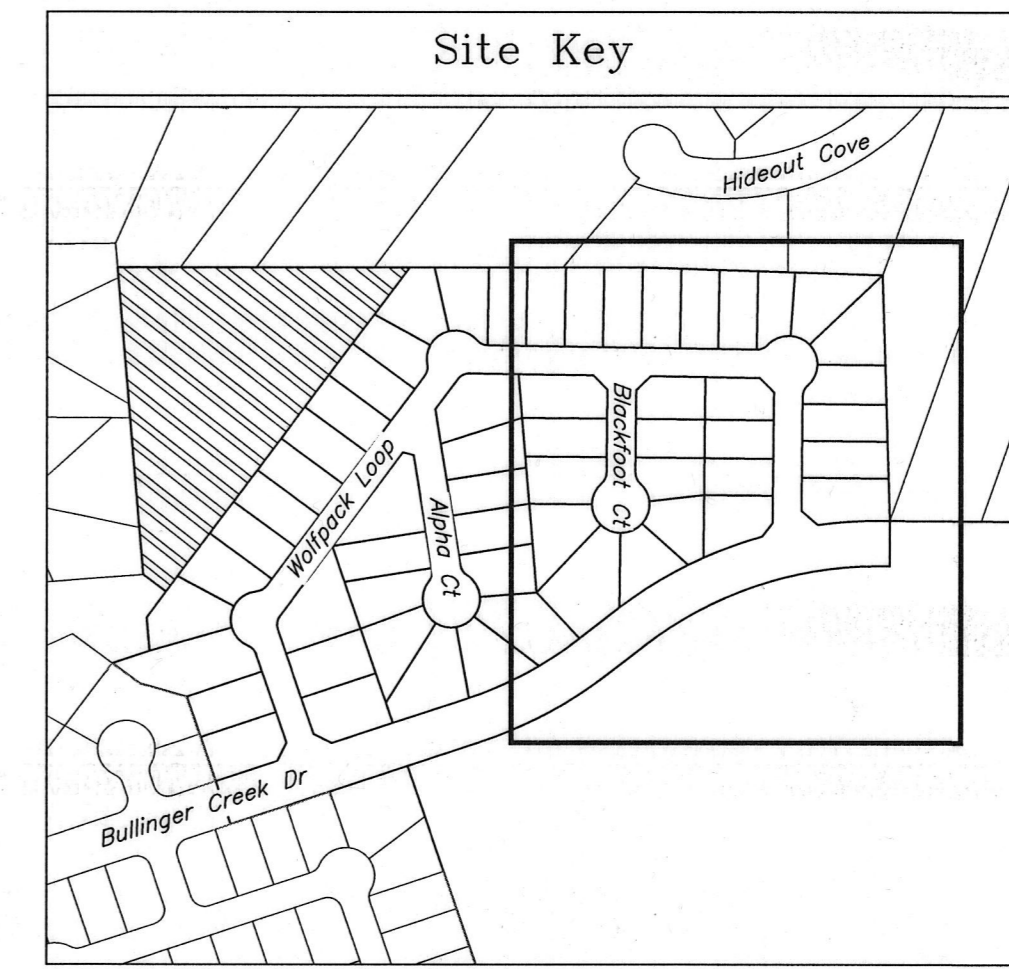 Site Key
Hideout Cove
Blackfoot Ct
Wolfpack Loop
Alpha Ct
Bullinger Creek Dr